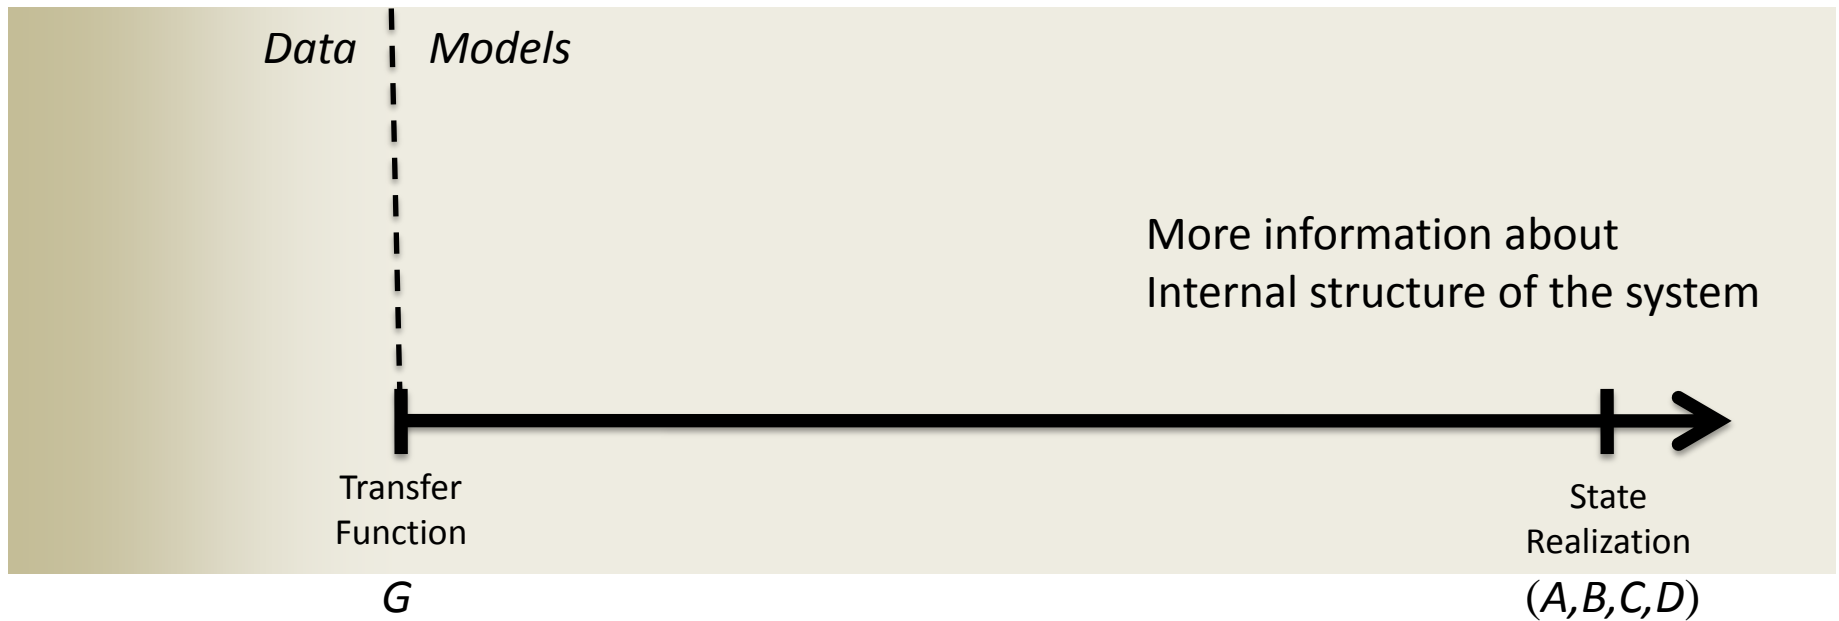 Data
Models
More information about
Internal structure of the system
Transfer
Function
State
Realization
G
(A,B,C,D)